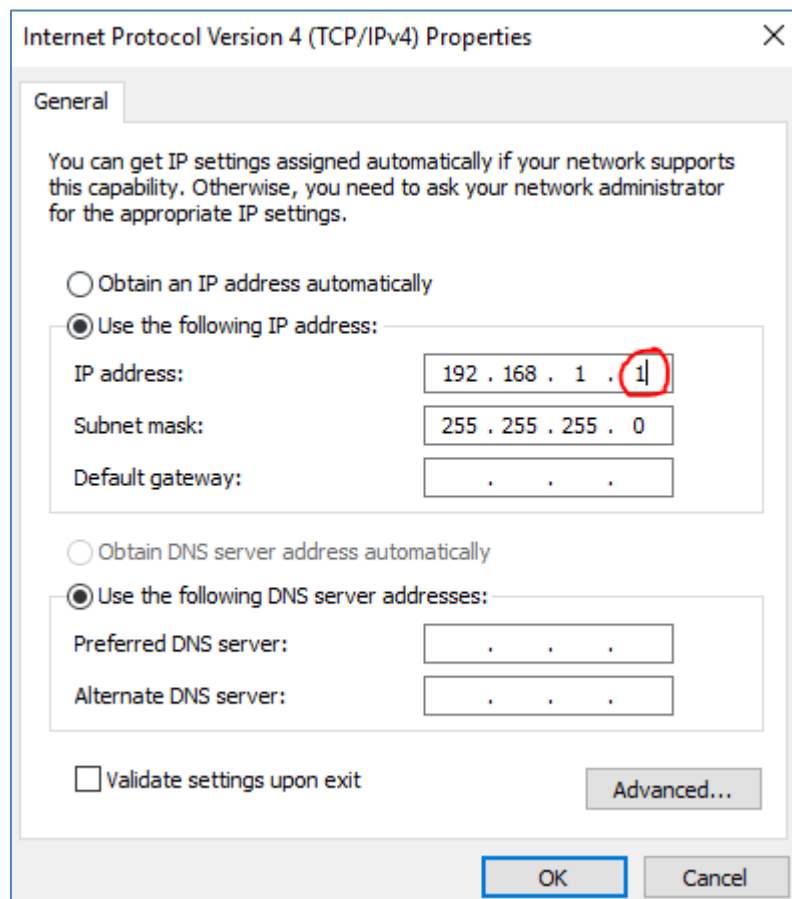 Internet Protocol Version 4 (TCP/IPv4) Properties
General
You can get IP settings assigned automatically if your network supports
this capability. Otherwise, you need to ask your network administrator
for the appropriate IP settings.
Obtain an IP address automatically
Use the following IP address:
IP address: 192 . 168 . 1 . 1
Subnet mask: 255 . 255 . 255 . 0
Default gateway: . . .
Obtain DNS server address automatically
Use the following DNS server addresses:
Preferred DNS server: . . .
Alternate DNS server: . . .
Validate settings upon exit
Advanced...
OK Cancel